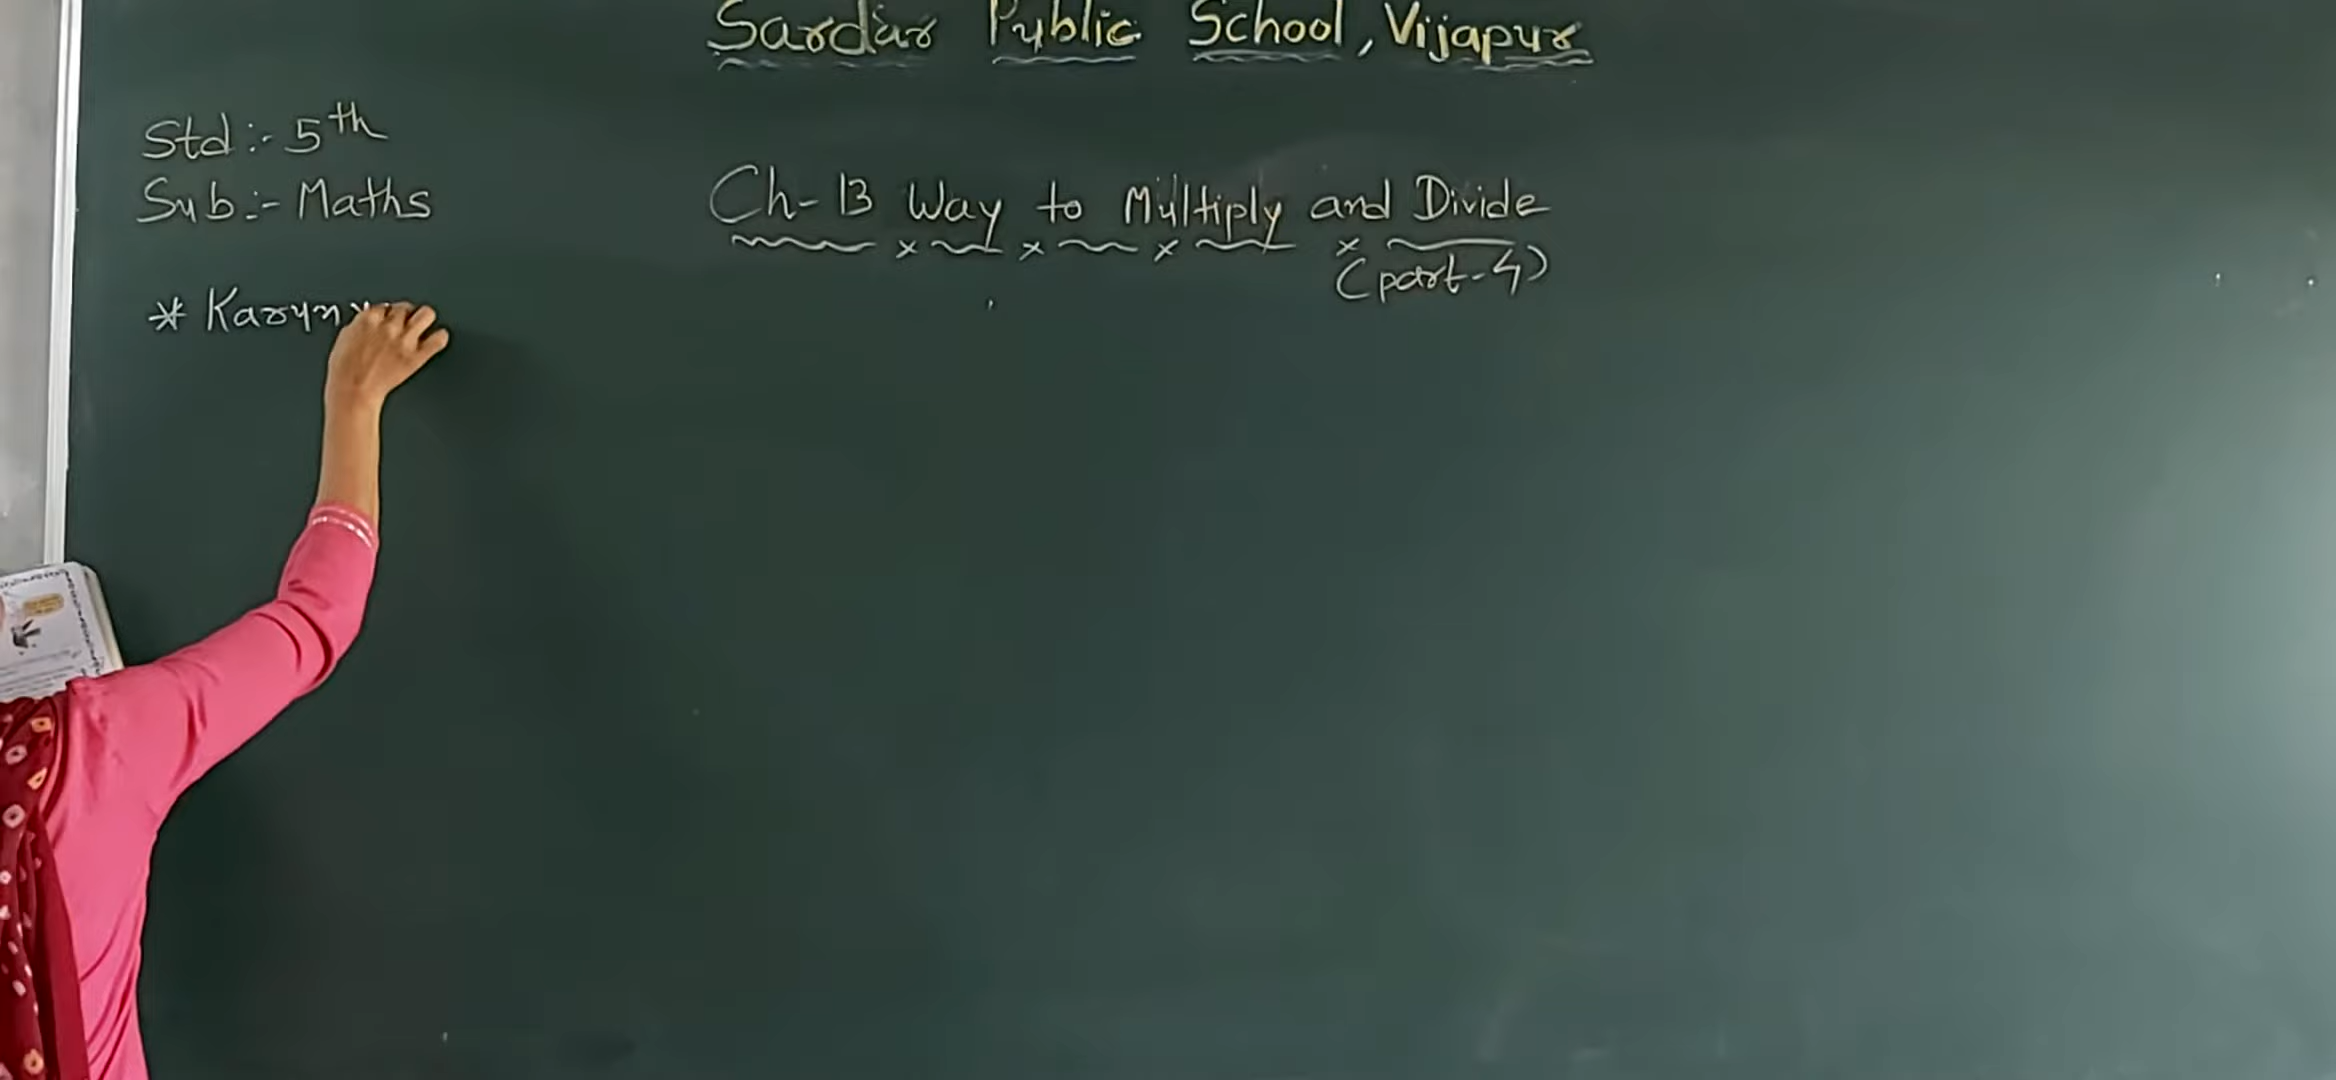 Sardar Public School, Vijapur
Std :- 5th
Sub :- Maths
Ch-13 Way to Multiply and Divide
(part-4)
*